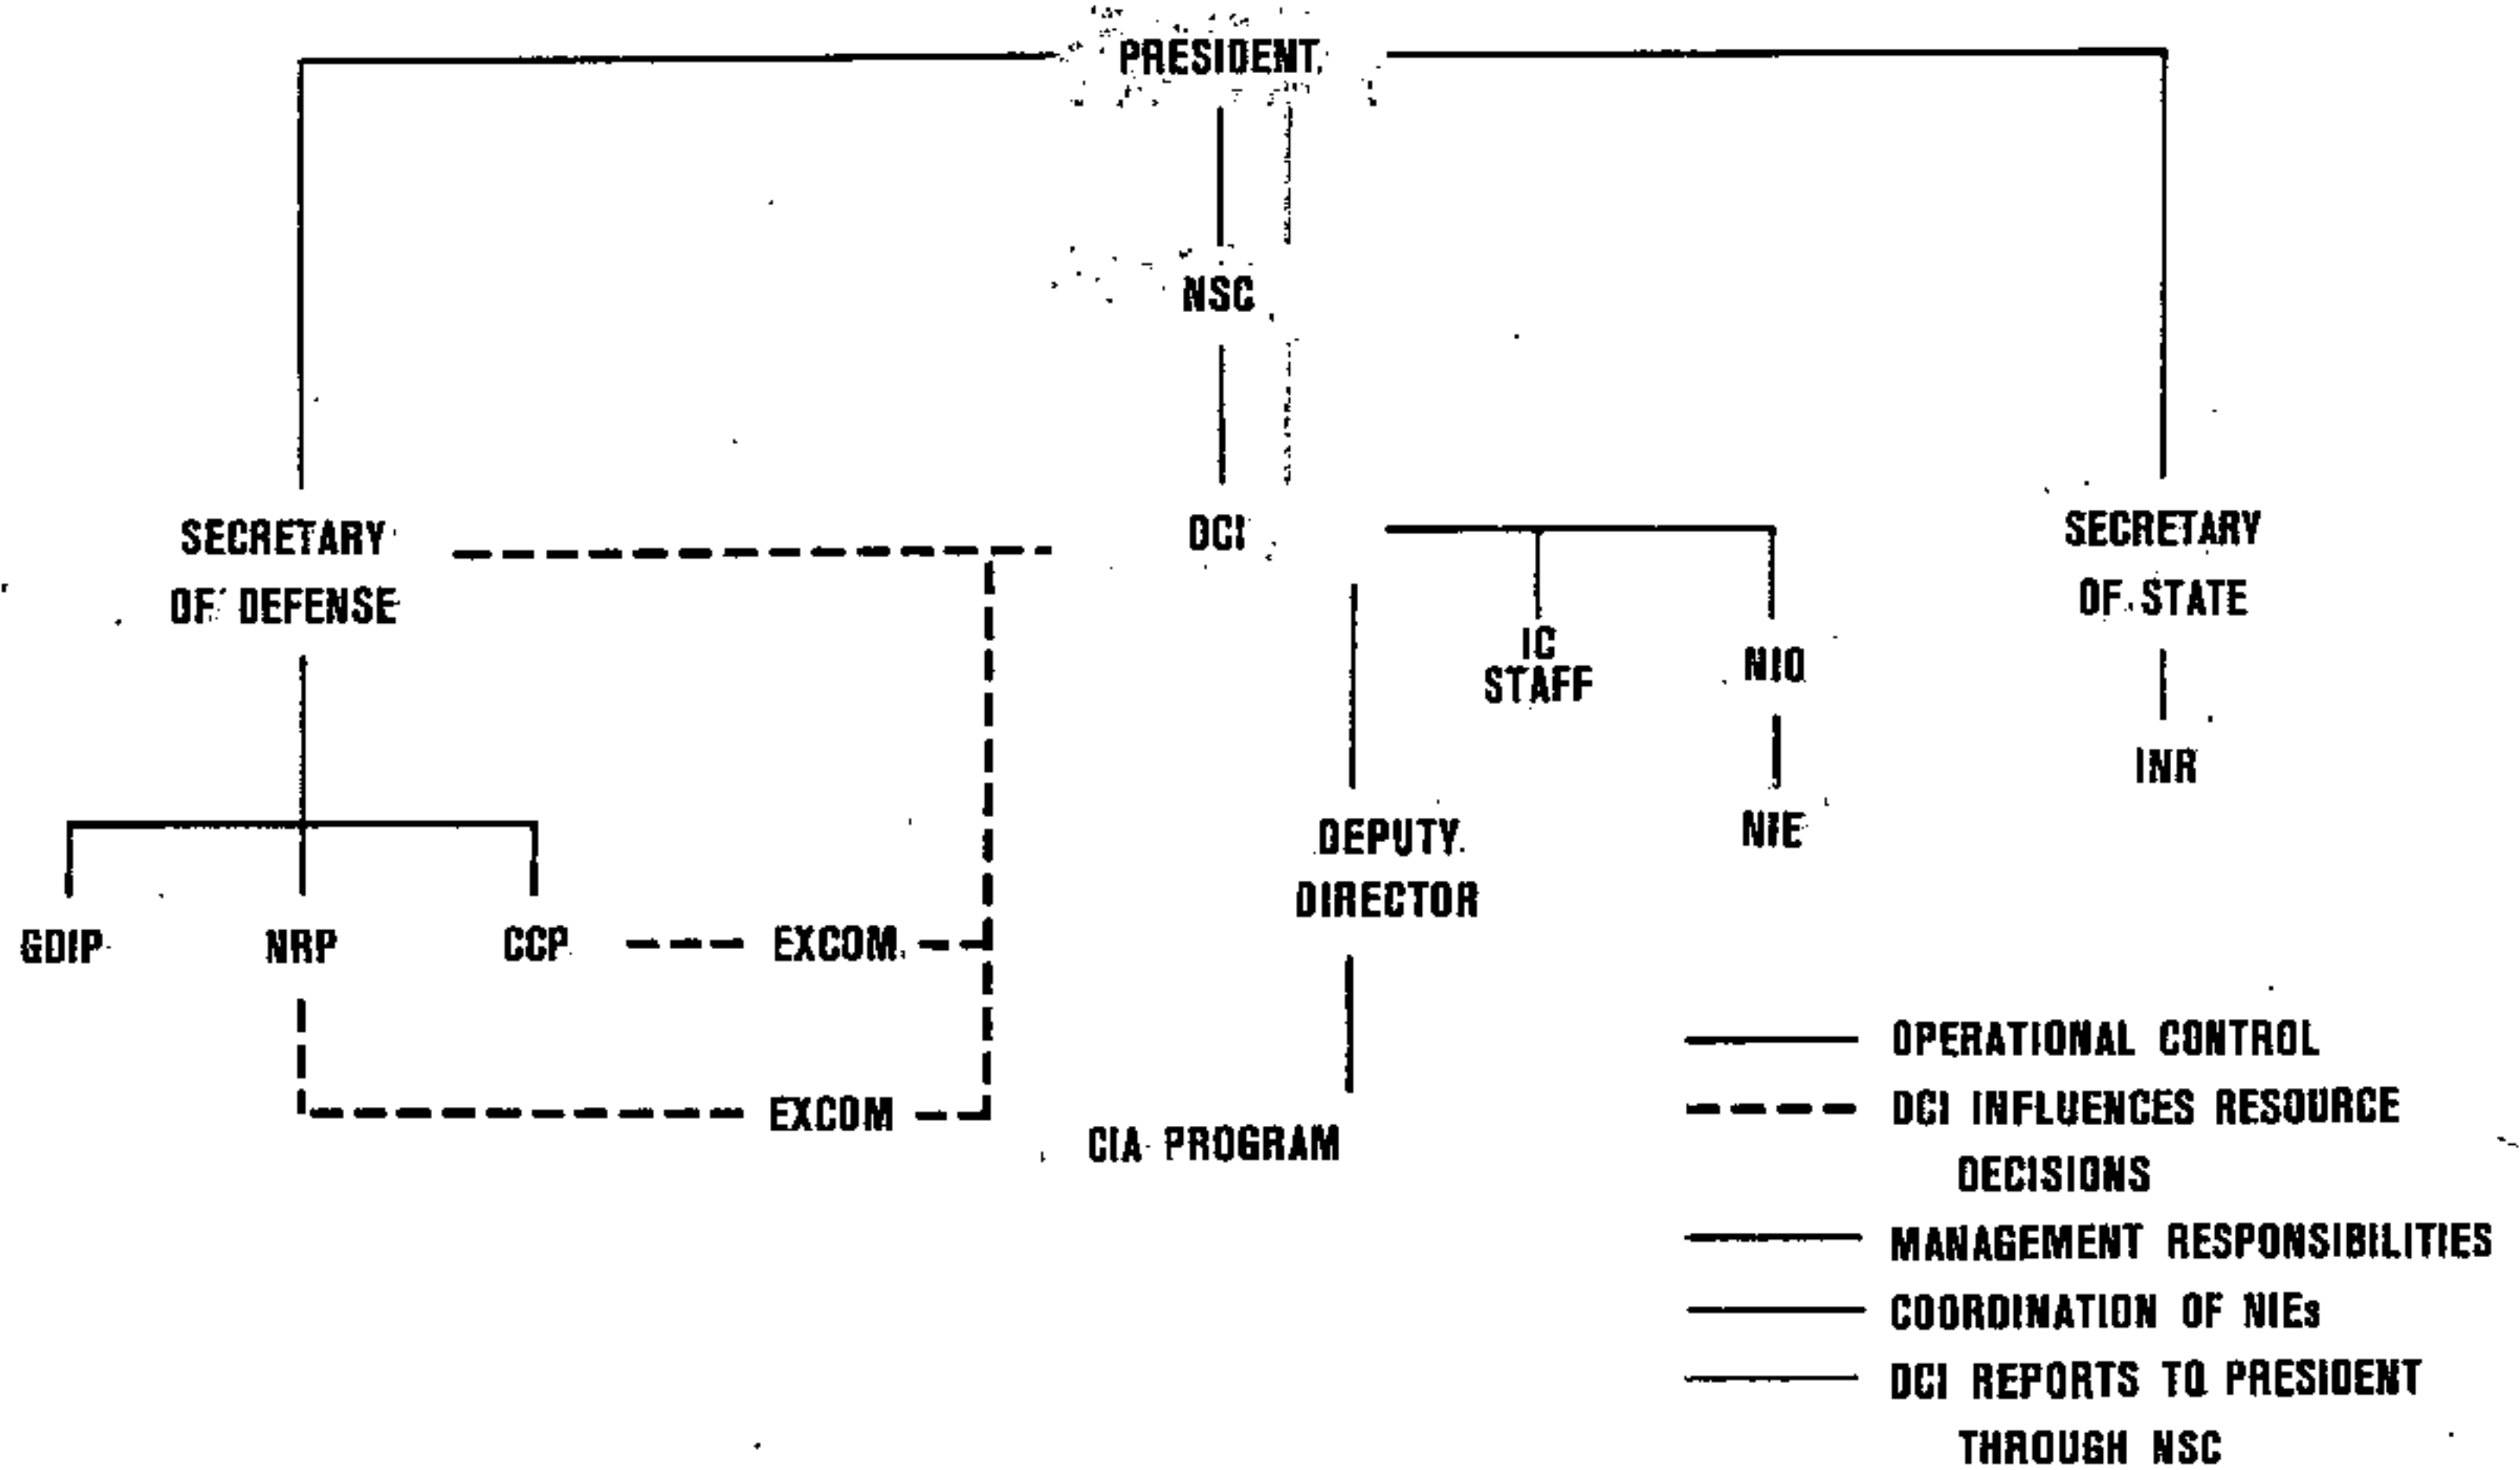 PRESIDENT
NSC
SECRETARY
OF DEFENSE
DCI
SECRETARY
OF STATE
IC
STAFF
NIO
INR
DEPUTY
DIRECTOR
NIE
GDIP
NRP
CCP
EXCOM
EXCOM
CIA PROGRAM
OPERATIONAL CONTROL
DCI INFLUENCES RESOURCE
DECISIONS
MANAGEMENT RESPONSIBILITIES
COORDINATION OF NIEs
DCI REPORTS TO PRESIDENT
THROUGH NSC